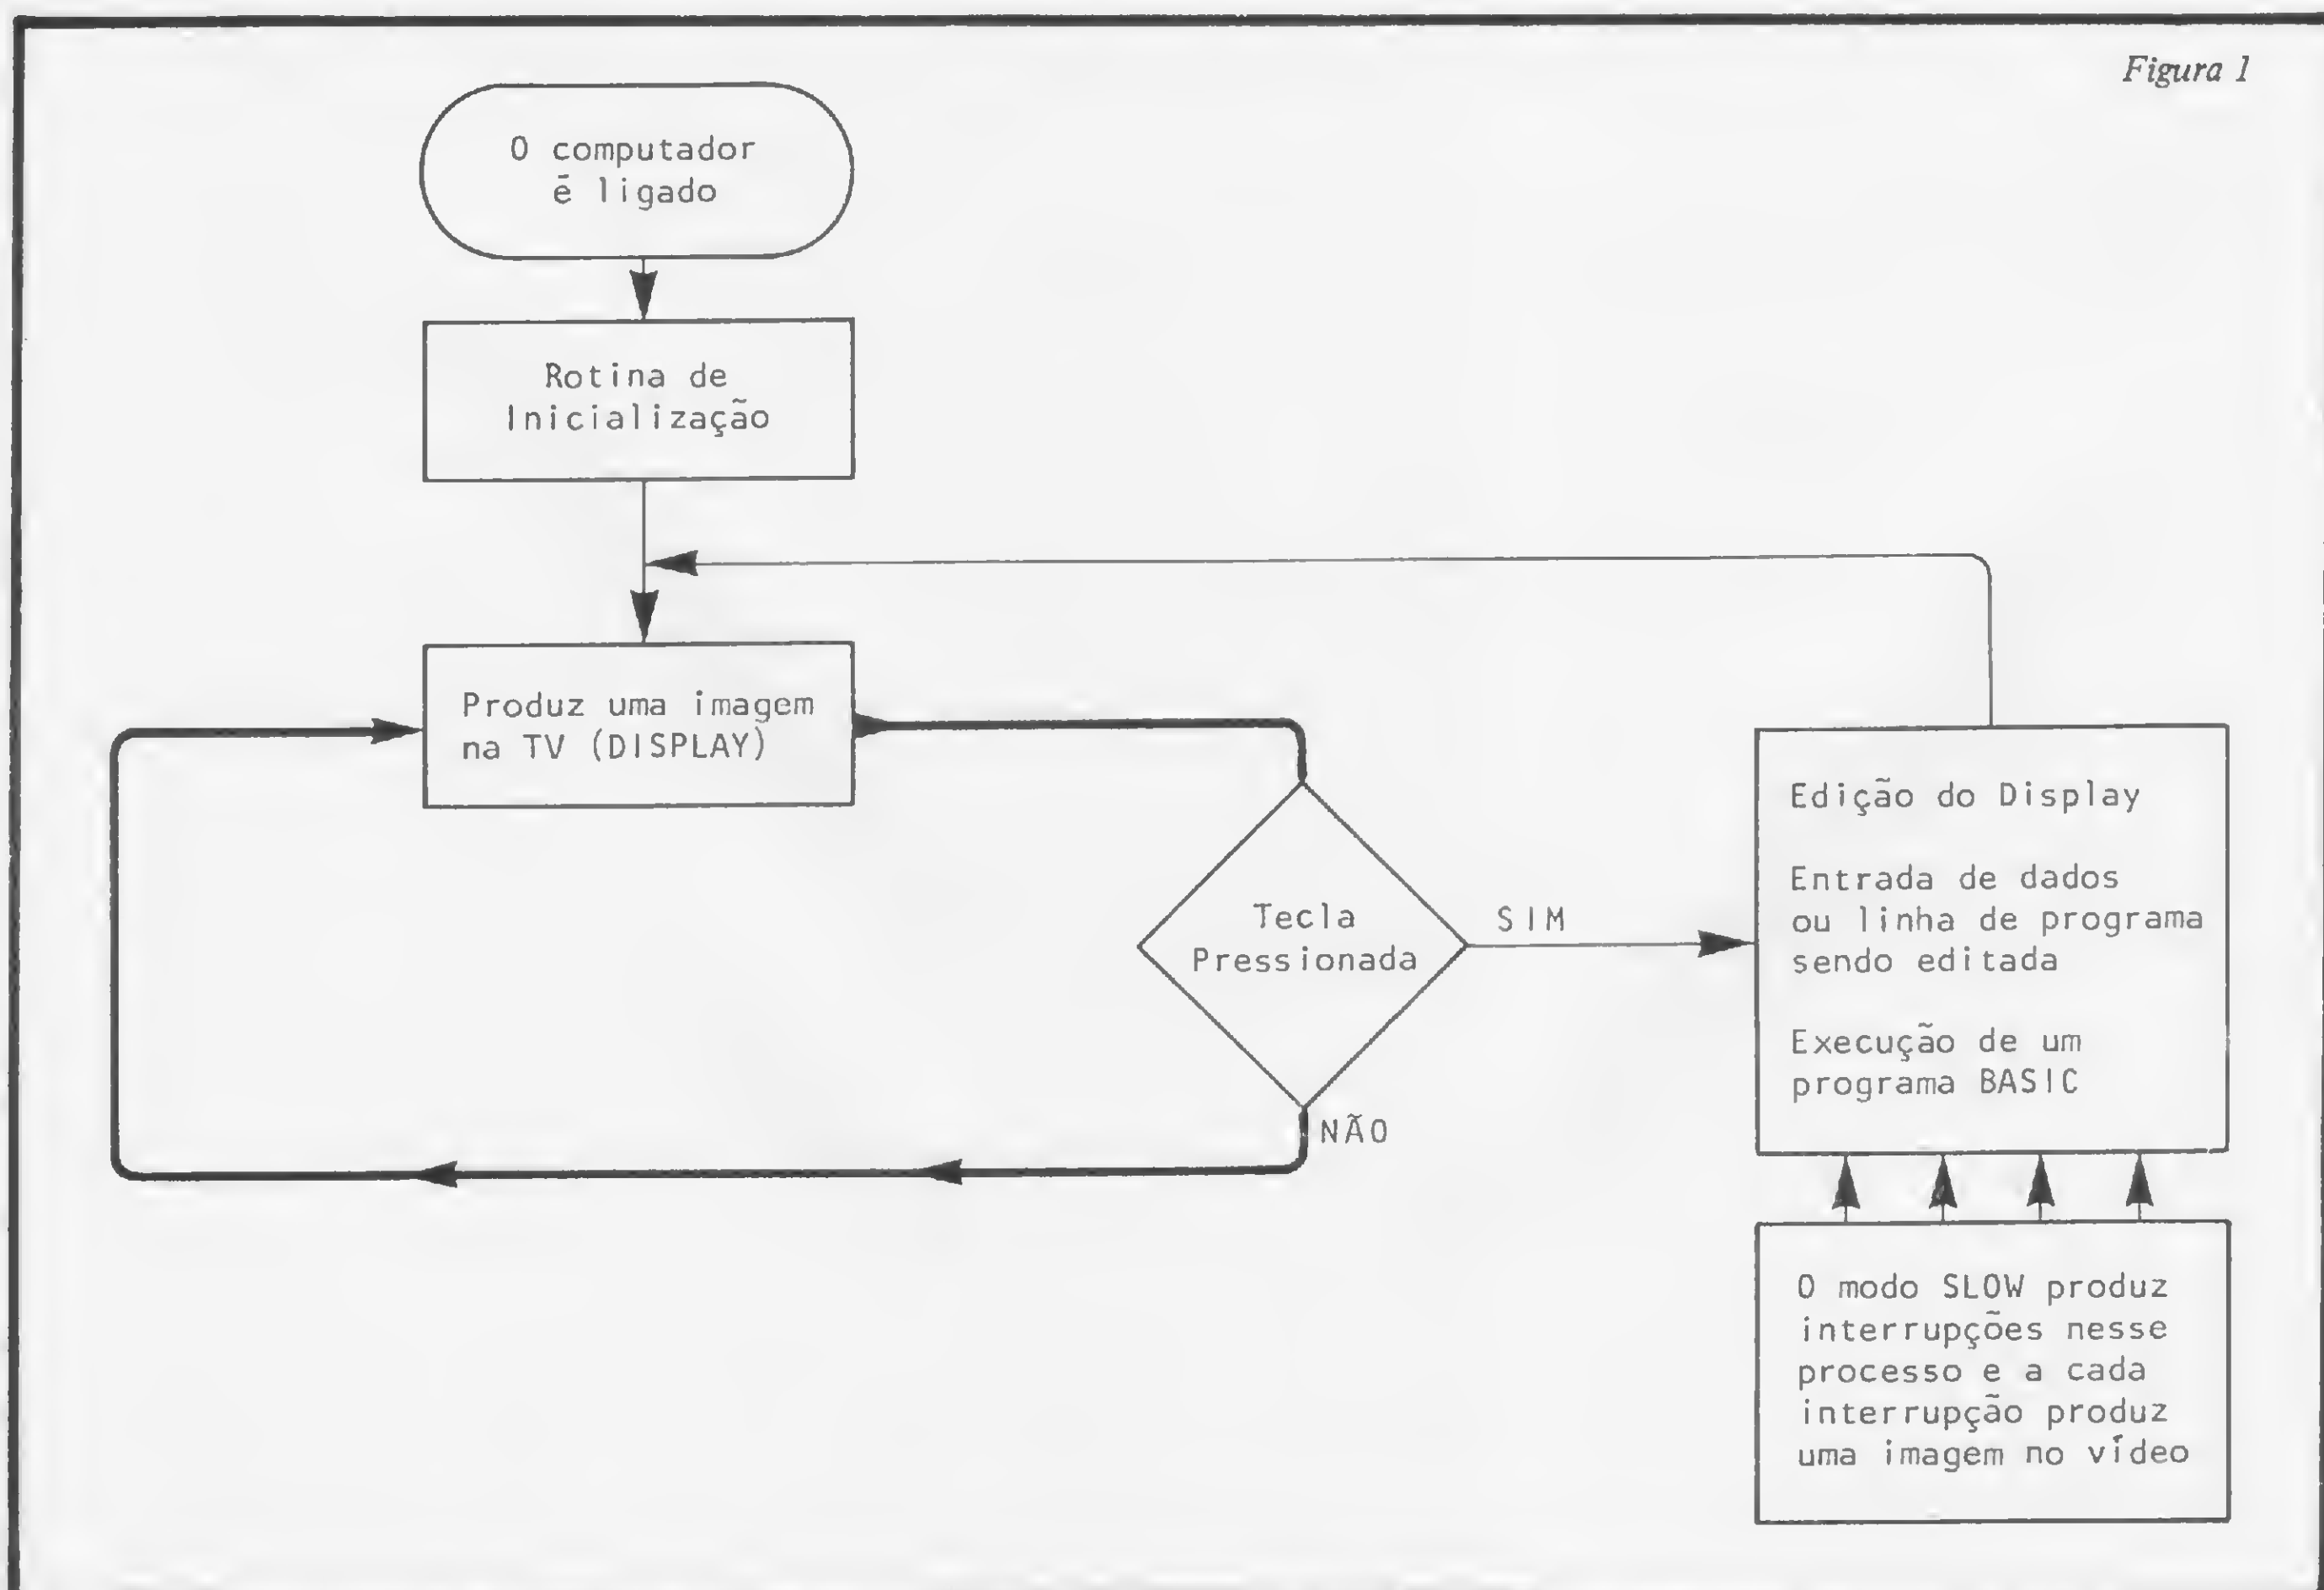 Figura 1
O computador
é ligado
Rotina de
Inicialização
Produz uma imagem
na TV (DISPLAY)
Tecla
Pressionada
SIM
NÃO
Edição do Display
Entrada de dados
ou linha de programa
sendo editada
Execução de um
programa BASIC
O modo SLOW produz
interrupções nesse
processo e a cada
interrupção produz
uma imagem no vídeo